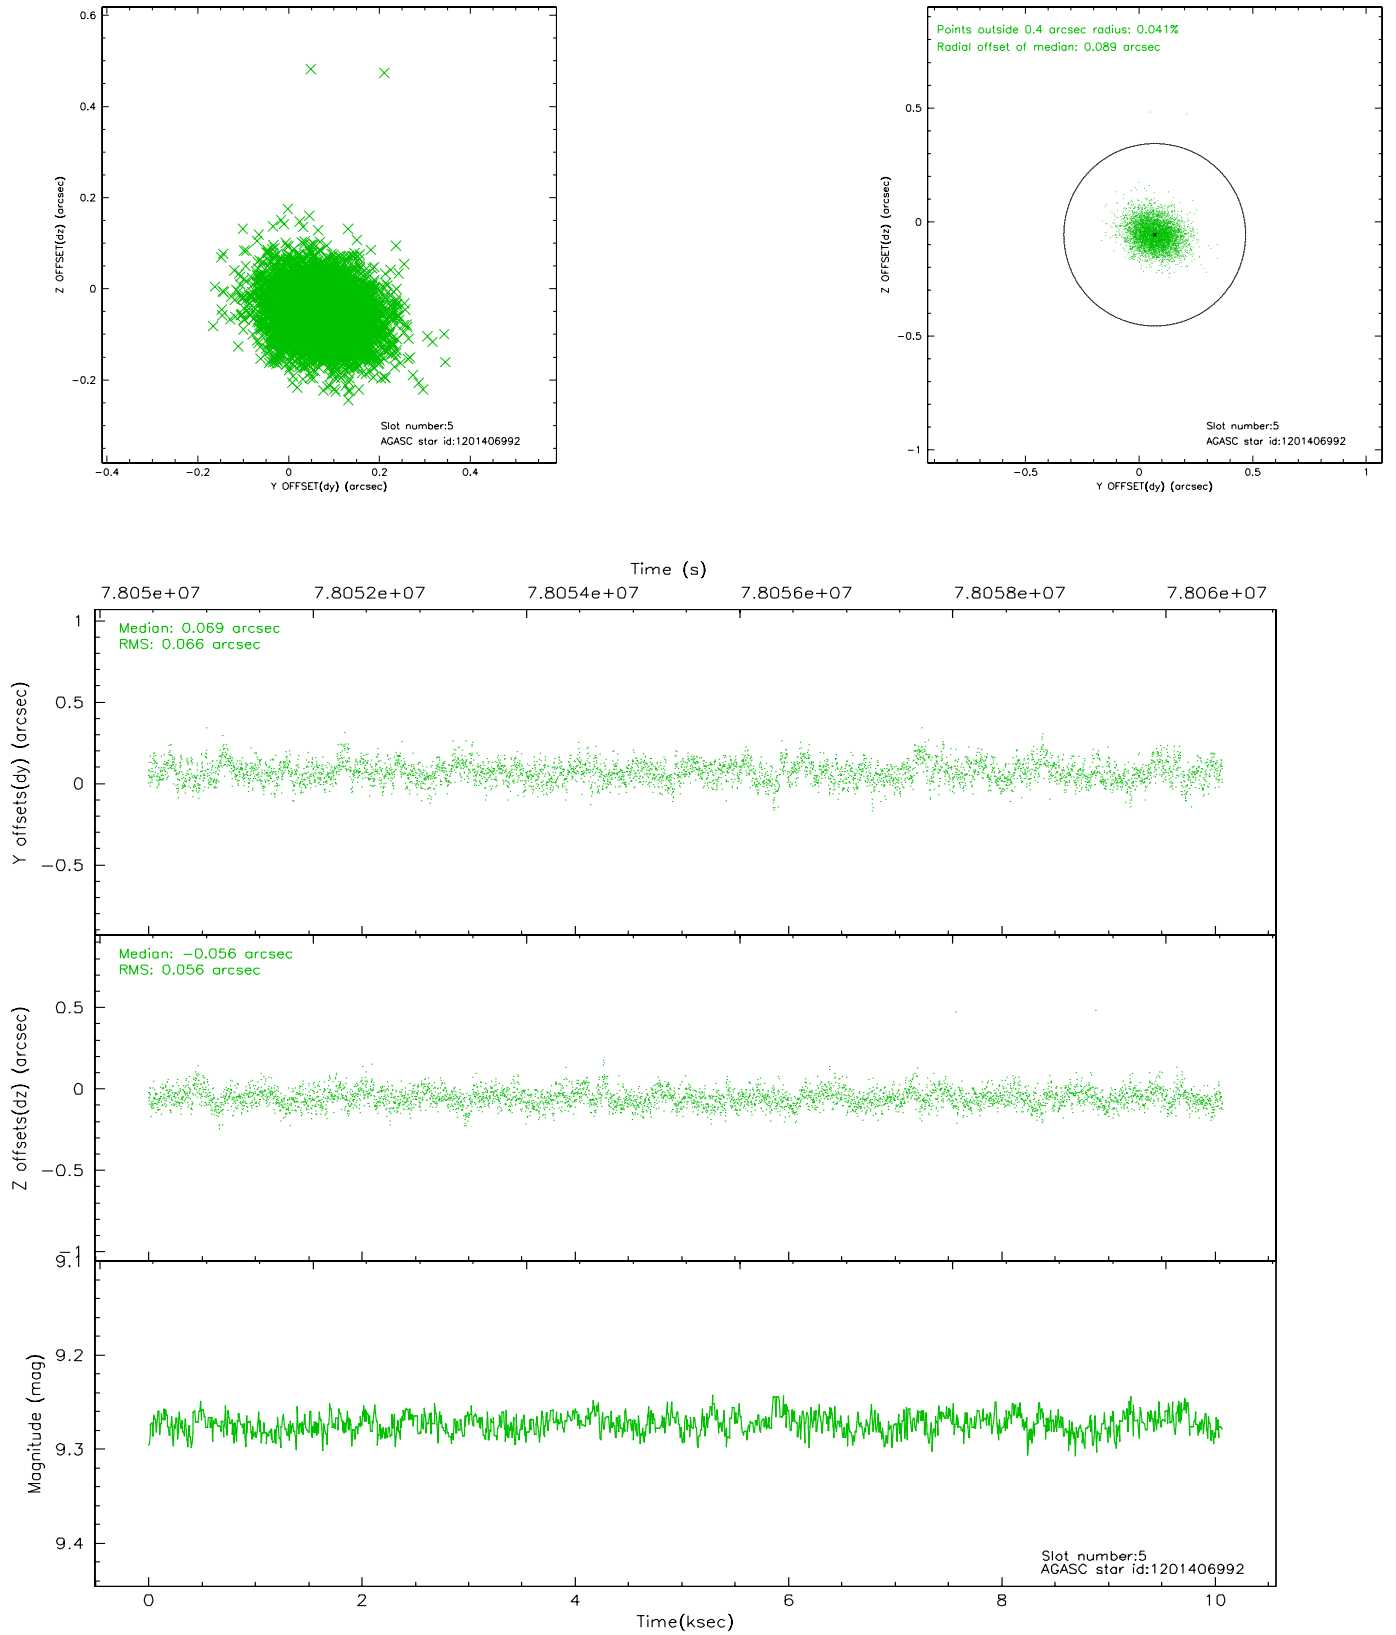 0.6
0.4
0.2
0
−0.2
Z OFFSET(dz) (arcsec)
Slot number:5
AGASC star id:1201406992
−0.4 −0.2 0 0.2 0.4
Y OFFSET(dy) (arcsec)
Points outside 0.4 arcsec radius: 0.041%
Radial offset of median: 0.089 arcsec
0.5
0
−0.5
−1
Z OFFSET(dz) (arcsec)
Slot number:5
AGASC star id:1201406992
−0.5 0 0.5 1
Y OFFSET(dy) (arcsec)
Time (s)
7.805e+07 7.8052e+07 7.8054e+07 7.8056e+07 7.8058e+07 7.806e+07
Median: 0.069 arcsec
RMS: 0.066 arcsec
1
0.5
0
−0.5
Y offsets(dy) (arcsec)
Median: −0.056 arcsec
RMS: 0.056 arcsec
0.5
0
−0.5
−1
Z offsets(dz) (arcsec)
9.1
9.2
9.3
9.4
Magnitude (mag)
Slot number:5
AGASC star id:1201406992
0 2 4 6 8 10
Time(ksec)